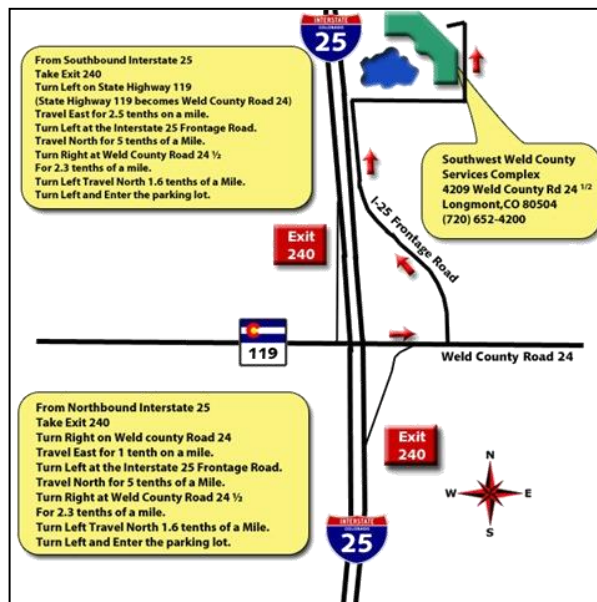 INTERSTATE
COLORADO
25
From Southbound Interstate 25
Take Exit 240
Turn Left on State Highway 119
(State Highway 119 becomes Weld County Road 24)
Travel East for 2.5 tenths on a mile.
Turn Left at the Interstate 25 Frontage Road.
Travel North for 5 tenths of a Mile.
Turn Right at Weld County Road 24 ½
For 2.3 tenths of a mile.
Turn Left Travel North 1.6 tenths of a Mile.
Turn Left and Enter the parking lot.
Southwest Weld County
Services Complex
4209 Weld County Rd 24 1/2
Longmont,CO 80504
(720) 652-4200
I-25 Frontage Road
Exit
240
119
Weld County Road 24
From Northbound Interstate 25
Take Exit 240
Turn Right on Weld county Road 24
Travel East for 1 tenth on a mile.
Turn Left at the Interstate 25 Frontage Road.
Travel North for 5 tenths of a Mile.
Turn Right at Weld County Road 24 ½
For 2.3 tenths of a mile.
Turn Left Travel North 1.6 tenths of a Mile.
Turn Left and Enter the parking lot.
Exit
240
N
W E
S
INTERSTATE
COLORADO
25